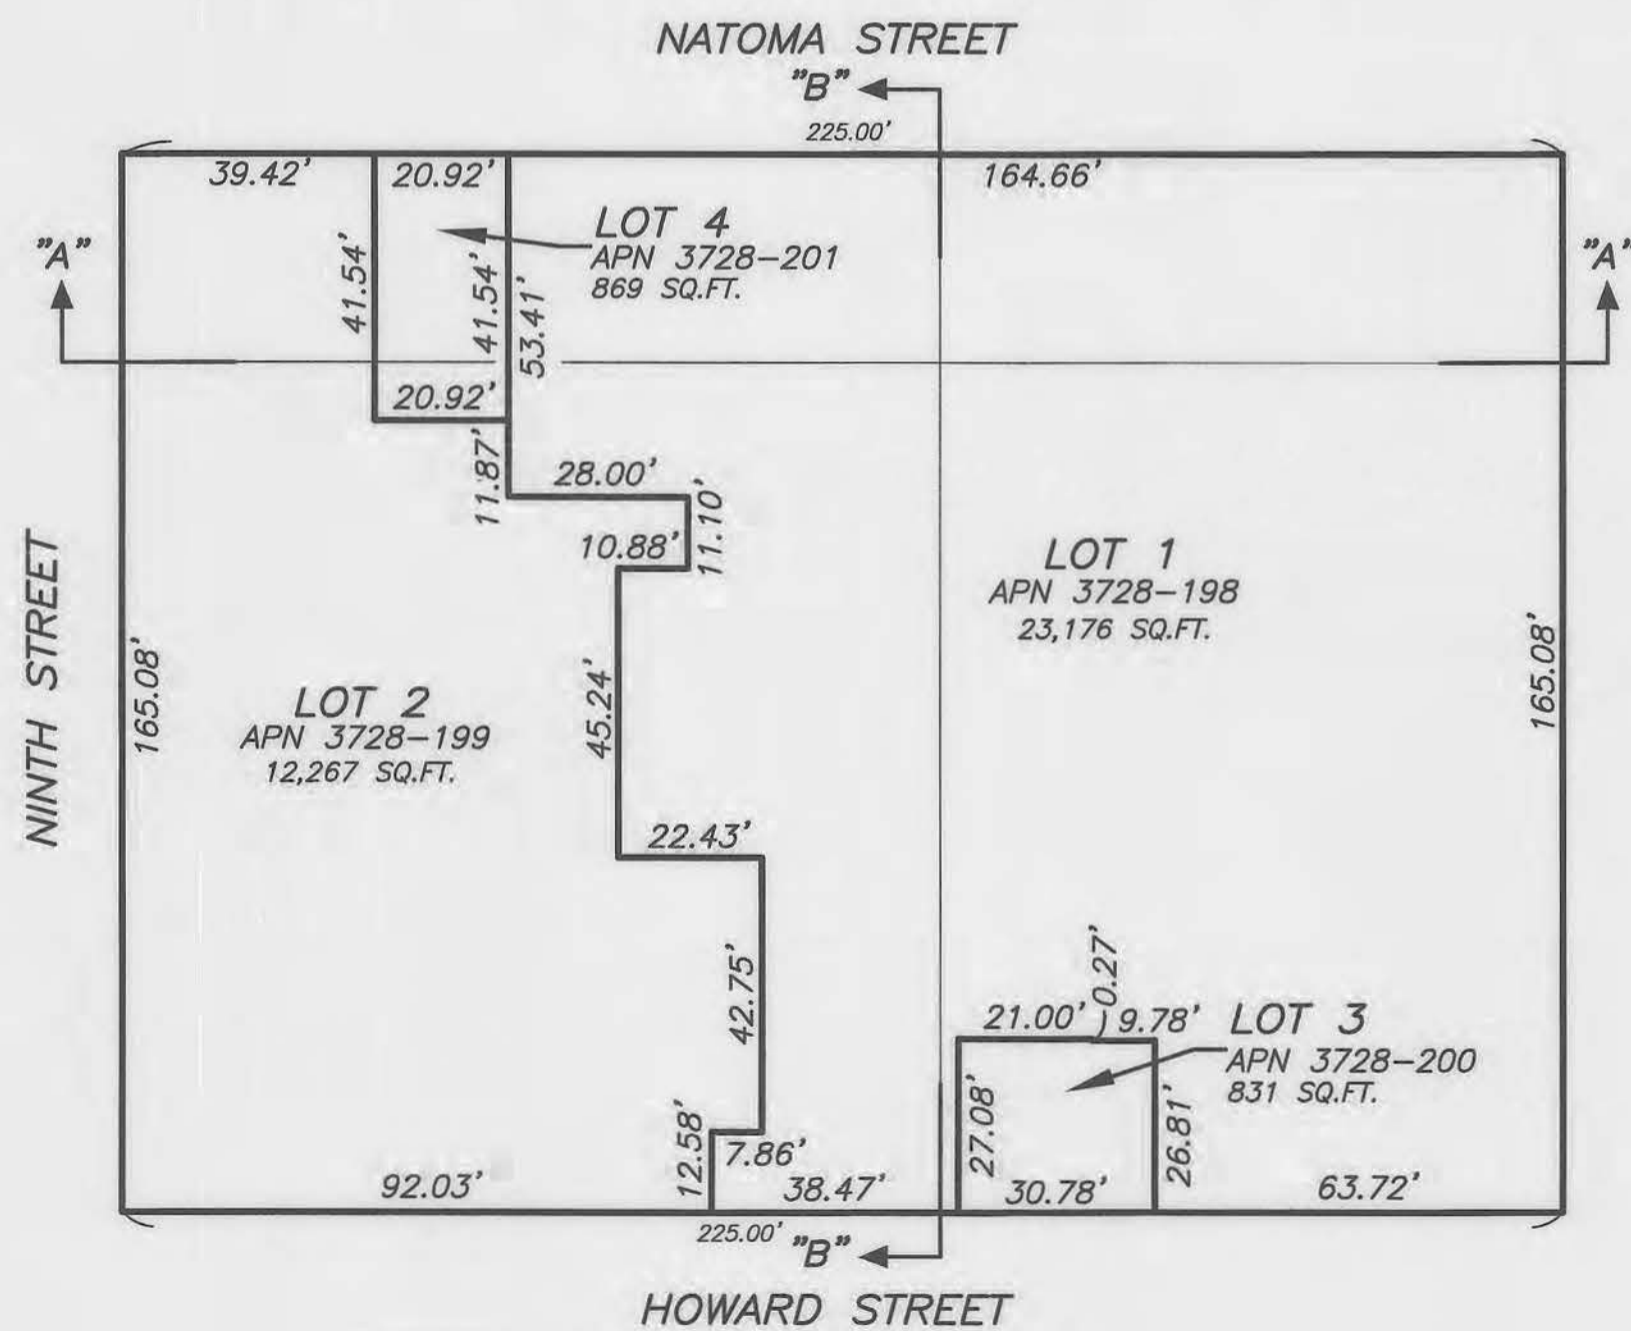 NATOMA STREET
"B"
225.00'
39.42'
20.92'
164.66'
"A"
41.54'
41.54'
53.41'
LOT 4
APN 3728-201
869 SQ.FT.
"A"
20.92'
11.87'
28.00'
11.10'
10.88'
LOT 1
APN 3728-198
23,176 SQ.FT.
NINTH STREET
165.08'
45.24'
165.08'
LOT 2
APN 3728-199
12,267 SQ.FT.
22.43'
42.75'
0.27'
21.00'
9.78'
LOT 3
APN 3728-200
831 SQ.FT.
27.08'
26.81'
12.58'
7.86'
92.03'
38.47'
30.78'
63.72'
225.00'
"B"
HOWARD STREET